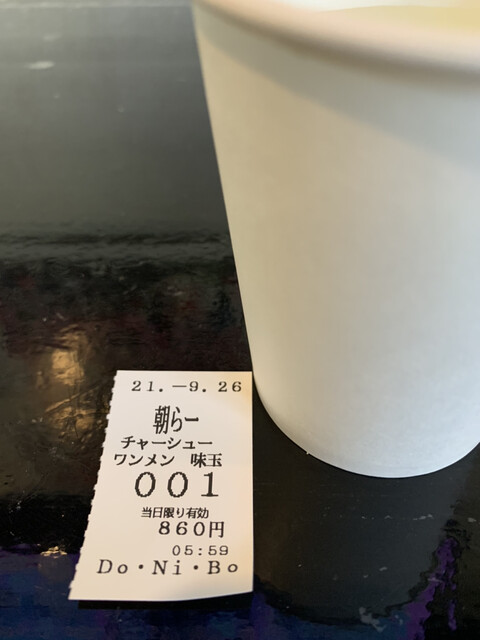 21.－9.26
朝らー
チャーシュー
ワンメン 味玉
001
当日限り有効
860円
05:59
Do・Ni・Bo